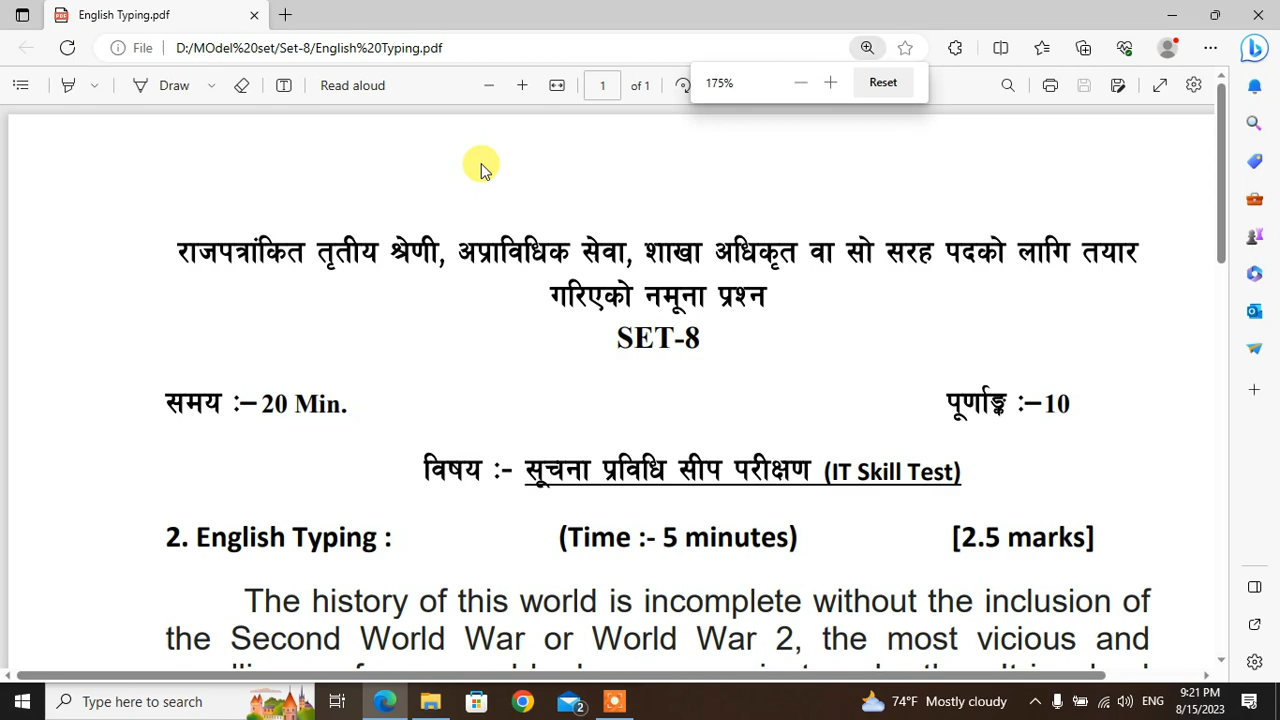 English Typing.pdf
File D:/MOdel%20set/Set-8/English%20Typing.pdf
Draw Read aloud 1 of 1 175% Reset
राजपत्रांकित तृतीय श्रेणी, अप्राविधिक सेवा, शाखा अधिकृत वा सो सरह पदको लागि तयार
गरिएको नमूना प्रश्न
SET-8
समय :– 20 Min. पूर्णाङ्क :–10
विषय :- सूचना प्रविधि सीप परीक्षण (IT Skill Test)
2. English Typing : (Time :- 5 minutes) [2.5 marks]
The history of this world is incomplete without the inclusion of
the Second World War or World War 2, the most vicious and
Type here to search 2 74°F Mostly cloudy ENG 9:21 PM
8/15/2023